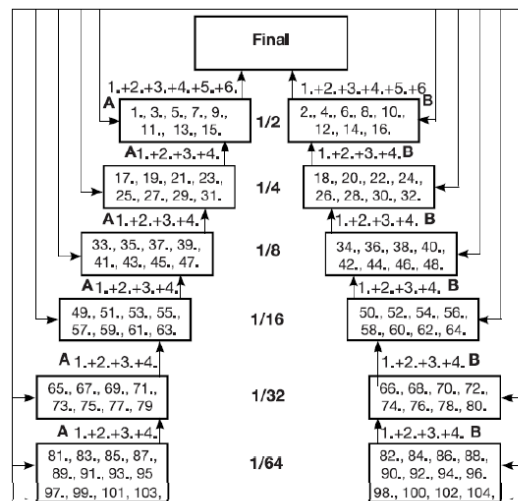 Final
1.+2.+3.+4.+5.+6. 1.+2.+3.+4.+5.+6
A B
1., 3., 5., 7., 9., 2., 4., 6., 8., 10.,
11., 13., 15. 1/2 12., 14., 16.
A 1.+2.+3.+4. 1.+2.+3.+4. B
17., 19., 21., 23., 1/4 18., 20., 22., 24.,
25., 27., 29., 31. 26., 28., 30., 32.
A 1.+2.+3.+4. 1.+2.+3.+4. B
33., 35., 37., 39., 1/8 34., 36., 38., 40.,
41., 43., 45., 47. 42., 44., 46., 48.
A 1.+2.+3.+4. 1.+2.+3.+4. B
49., 51., 53., 55., 1/16 50., 52., 54., 56.,
57., 59., 61., 63. 58., 60., 62., 64.
A 1.+2.+3.+4. 1.+2.+3.+4. B
65., 67., 69., 71., 1/32 66., 68., 70., 72.,
73., 75., 77., 79 74., 76., 78., 80.
A 1.+2.+3.+4. 1.+2.+3.+4. B
81., 83., 85., 87., 82., 84., 86., 88.,
89., 91., 93., 95 1/64 90., 92., 94., 96.
97., 99., 101, 103, 98., 100., 102, 104,